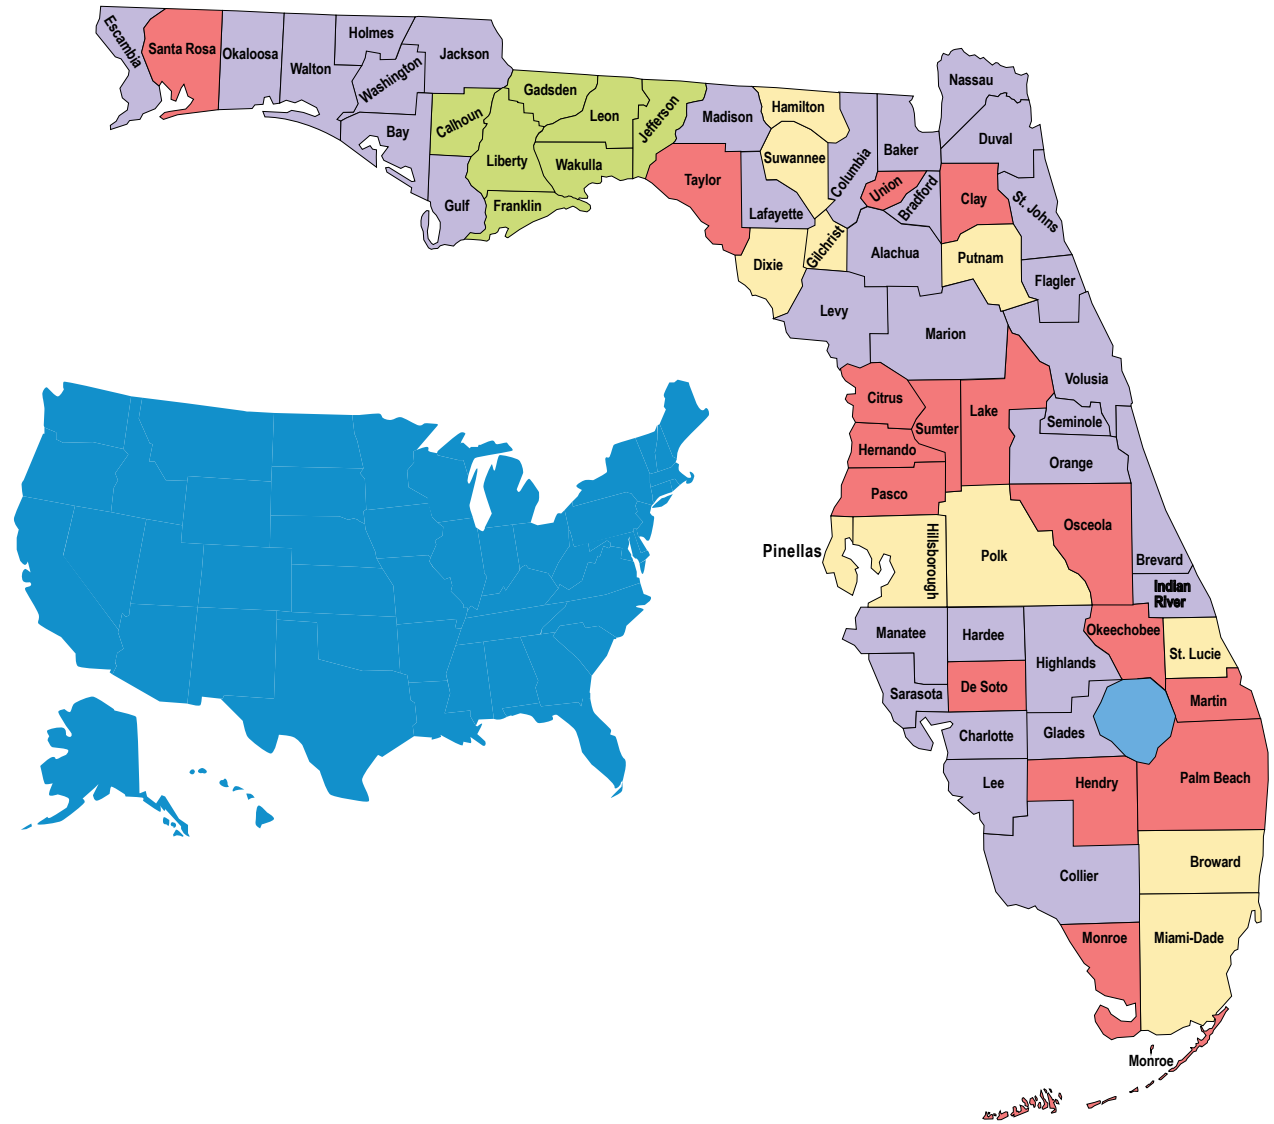 Escambia
Santa Rosa
Okaloosa
Walton
Holmes
Washington
Jackson
Bay
Calhoun
Gulf
Gadsden
Liberty
Franklin
Leon
Wakulla
Jefferson
Madison
Taylor
Hamilton
Suwannee
Lafayette
Dixie
Columbia
Gilchrist
Baker
Union
Bradford
Nassau
Duval
Clay
St. Johns
Alachua
Putnam
Flagler
Levy
Marion
Volusia
Citrus
Sumter
Lake
Seminole
Hernando
Orange
Pasco
Osceola
Pinellas
Hillsborough
Polk
Brevard
Indian
River
Manatee
Hardee
Highlands
Okeechobee
St. Lucie
Sarasota
De Soto
Martin
Charlotte
Glades
Lee
Hendry
Palm Beach
Collier
Broward
Monroe
Miami-Dade
Monroe